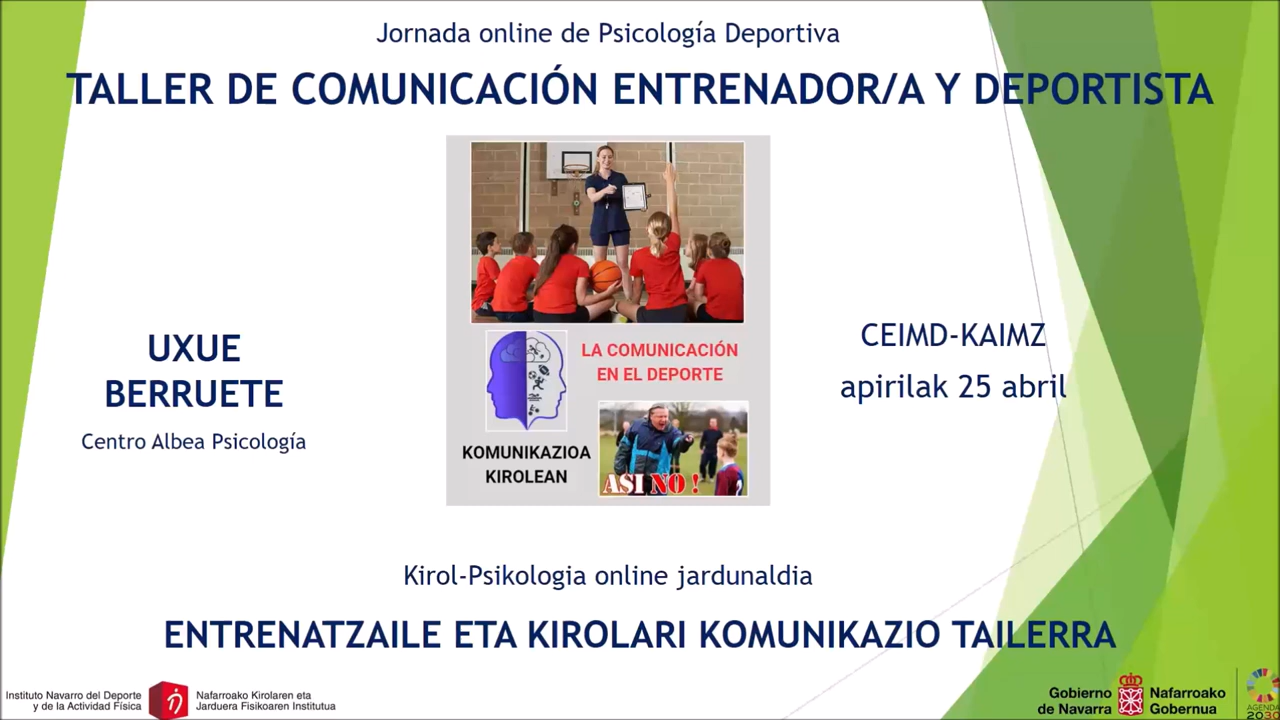 Jornada online de Psicología Deportiva
TALLER DE COMUNICACIÓN ENTRENADOR/A Y DEPORTISTA
LA COMUNICACIÓN
EN EL DEPORTE
KOMUNIKAZIOA
KIROLEAN
ASI NO !
UXUE
BERRUETE
Centro Albea Psicología
CEIMD-KAIMZ
apirilak 25 abril
Kirol-Psikologia online jardunaldia
ENTRENATZAILE ETA KIROLARI KOMUNIKAZIO TAILERRA
Instituto Navarro del Deporte
y de la Actividad Física
Nafarroako Kirolaren eta
Jarduera Fisikoaren Institutua
Gobierno
de Navarra
Nafarroako
Gobernua
AGENDA
2030